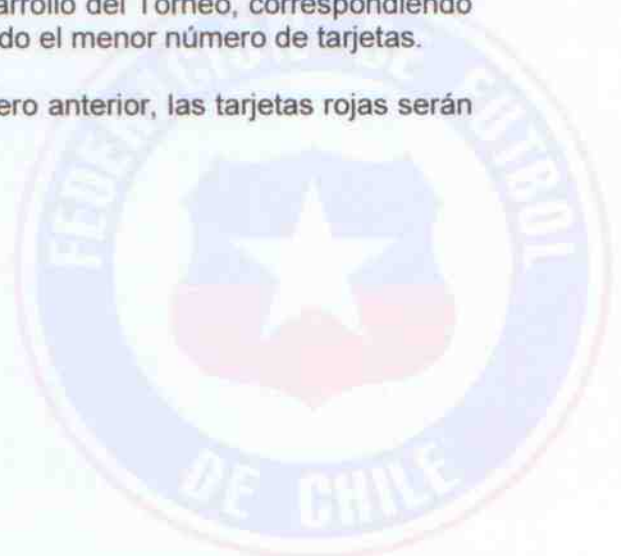 arrollo del Torneo, correspondiendo
do el menor número de tarjetas.
ero anterior, las tarjetas rojas serán
FEDERACION DE FUTBOL
DE CHILE